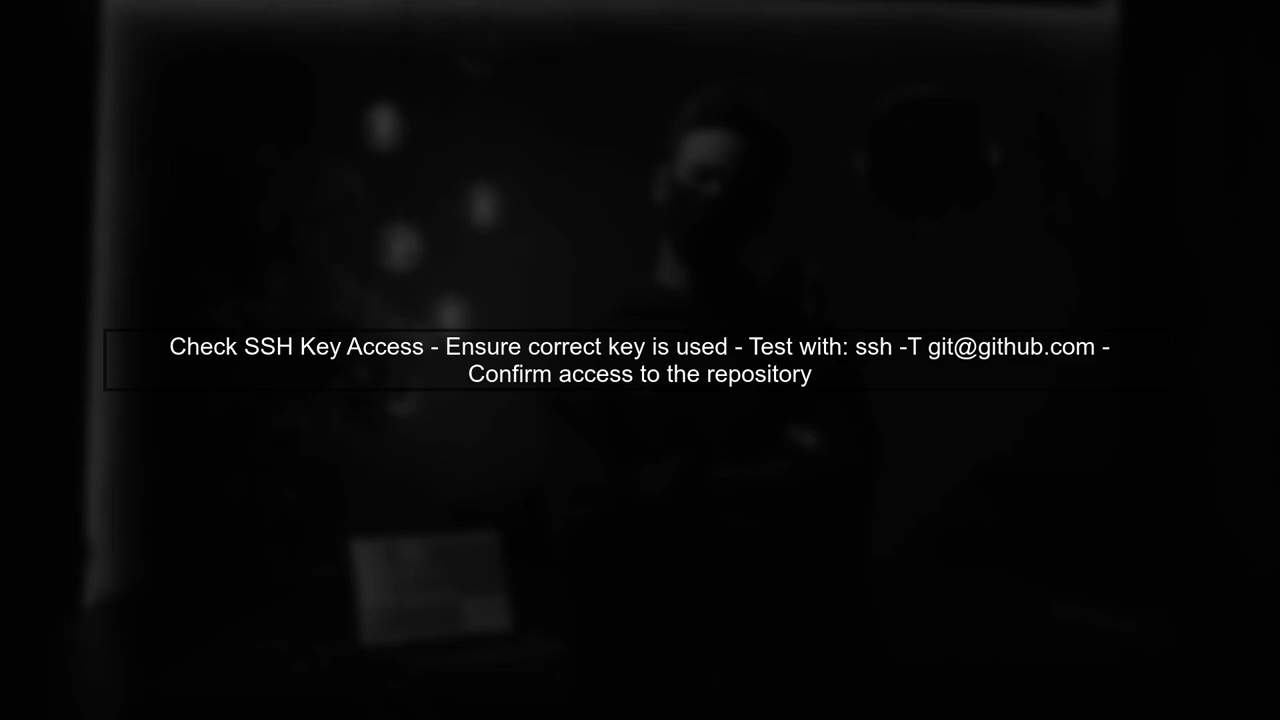 Check SSH Key Access - Ensure correct key is used - Test with: ssh -T git@github.com -
Confirm access to the repository